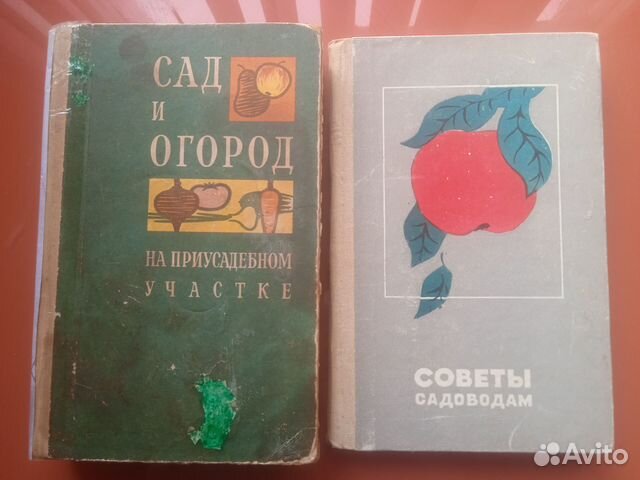 САД
И
ОГОРОД
НА ПРИУСАДЕБНОМ
УЧАСТКЕ
СОВЕТЫ
САДОВОДАМ
Avito